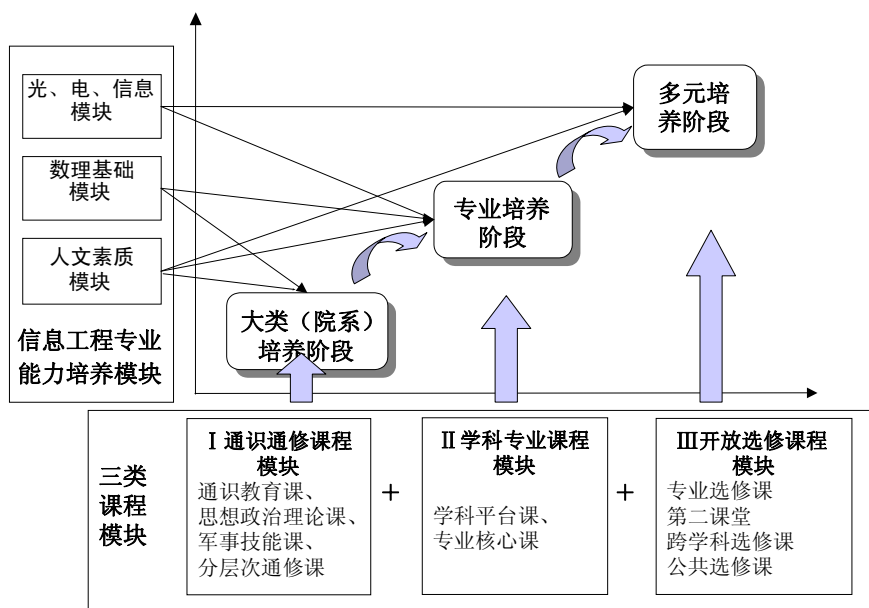 光、电、信息
模块
数理基础
模块
人文素质
模块
信息工程专业
能力培养模块
多元培
养阶段
专业培养
阶段
大类（院系）
培养阶段
三类
课程
模块
Ⅰ通识通修课程
模块
通识教育课、
思想政治理论课、
军事技能课、
分层次通修课
+
Ⅱ学科专业课程
模块
学科平台课、
专业核心课
+
Ⅲ开放选修课程
模块
专业选修课
第二课堂
跨学科选修课
公共选修课